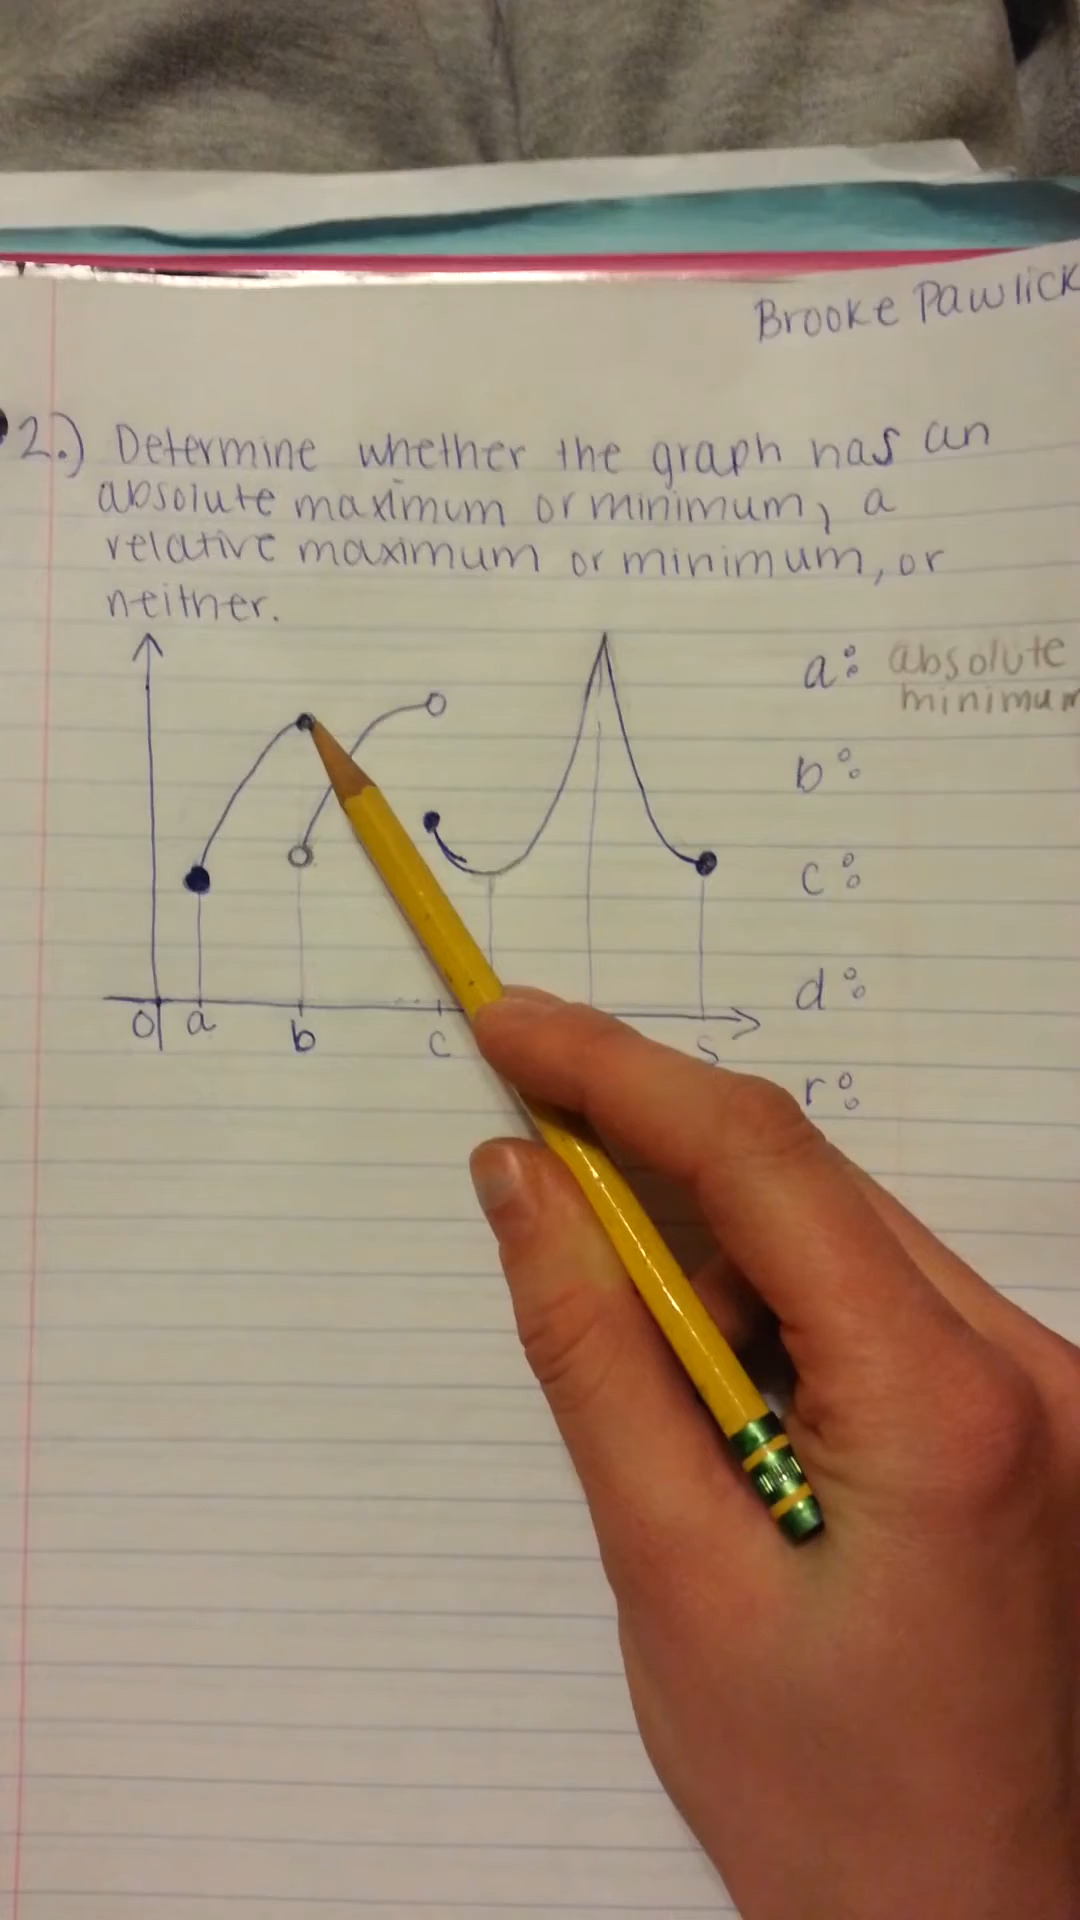 Brooke Pawlick
2.) Determine whether the graph has an
absolute maximum or minimum, a
relative maximum or minimum, or
neither.
a: absolute
minimum
b:
c:
d:
r:
0 a b c s